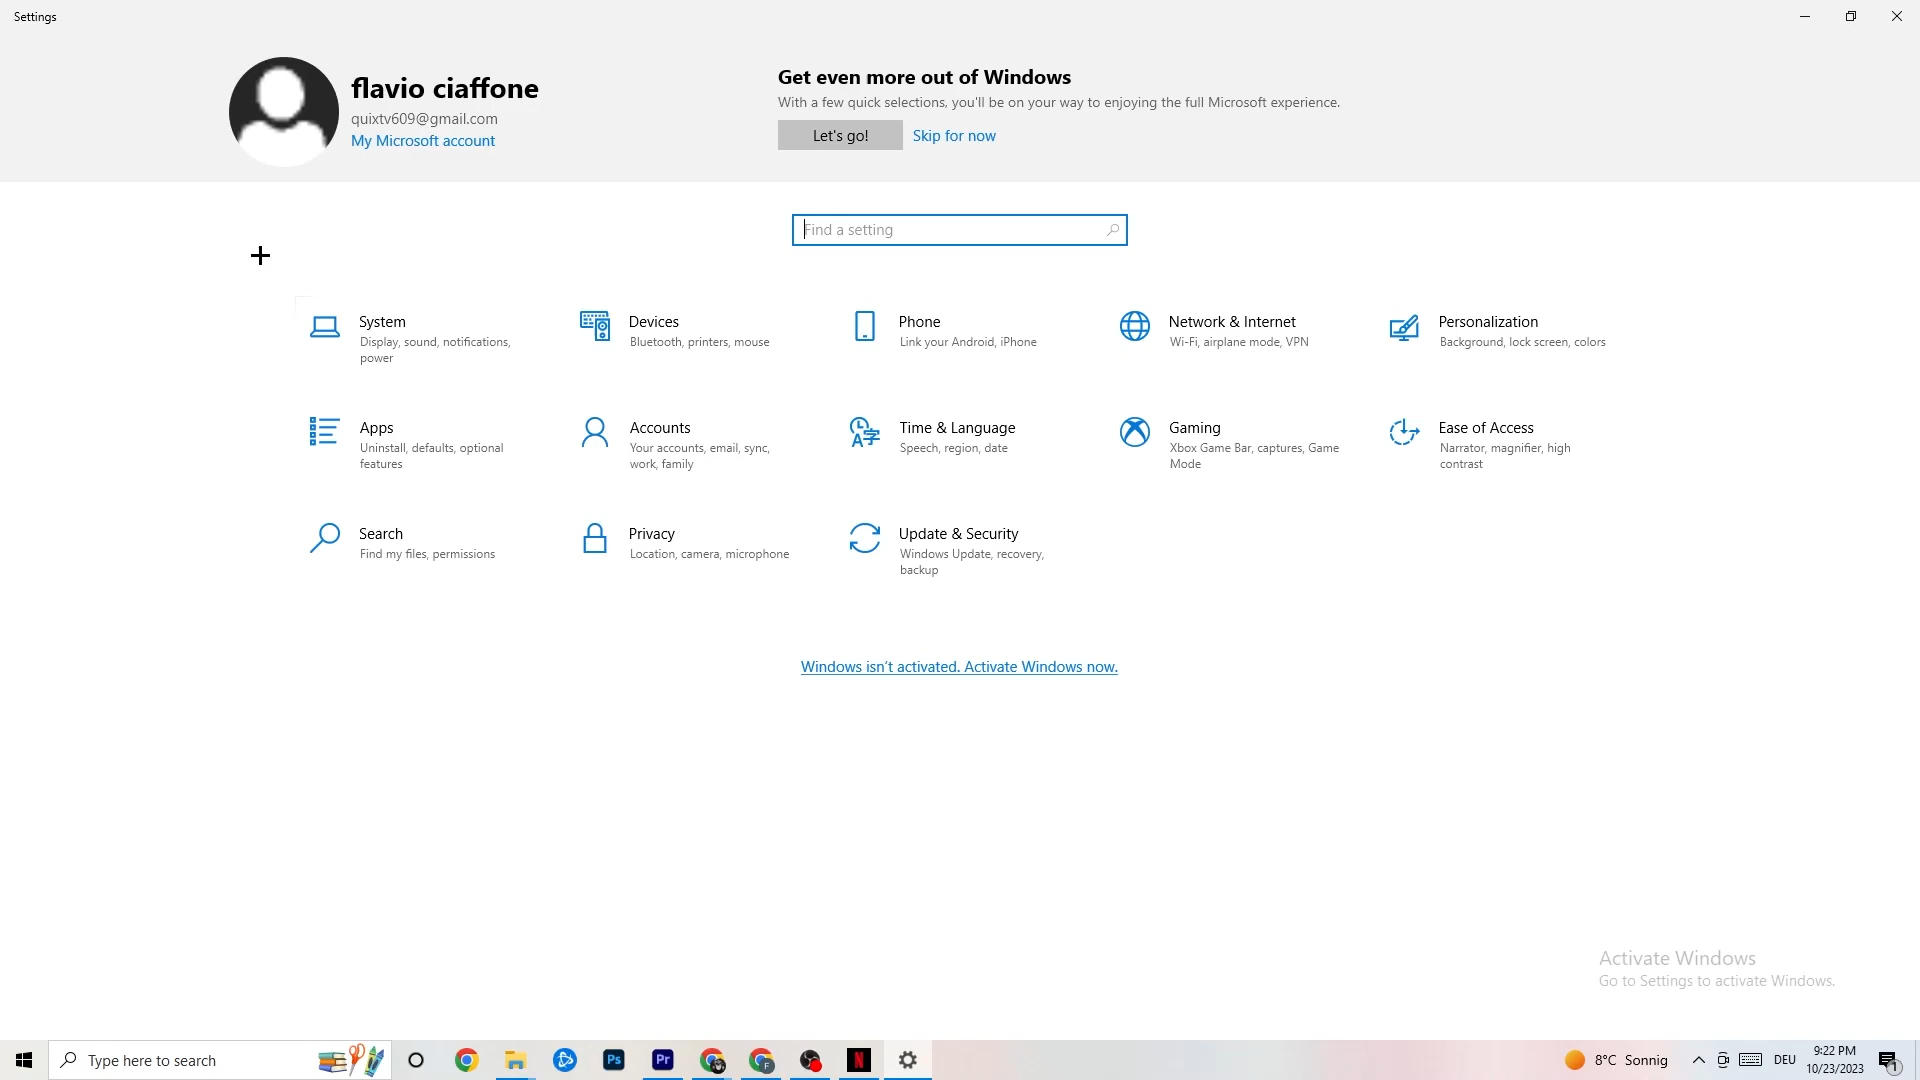 Settings
flavio ciaffone
quixtv609@gmail.com
My Microsoft account
Get even more out of Windows
With a few quick selections, you'll be on your way to enjoying the full Microsoft experience.
Let's go!
Skip for now
Find a setting
System
Display, sound, notifications,
power
Devices
Bluetooth, printers, mouse
Phone
Link your Android, iPhone
Network & Internet
Wi-Fi, airplane mode, VPN
Personalization
Background, lock screen, colors
Apps
Uninstall, defaults, optional
features
Accounts
Your accounts, email, sync,
work, family
Time & Language
Speech, region, date
Gaming
Xbox Game Bar, captures, Game
Mode
Ease of Access
Narrator, magnifier, high
contrast
Search
Find my files, permissions
Privacy
Location, camera, microphone
Update & Security
Windows Update, recovery,
backup
Windows isn't activated. Activate Windows now.
Activate Windows
Go to Settings to activate Windows.
Type here to search
Ps
Pr
F
N
8°C Sonnig
DEU
9:22 PM
10/23/2023
1